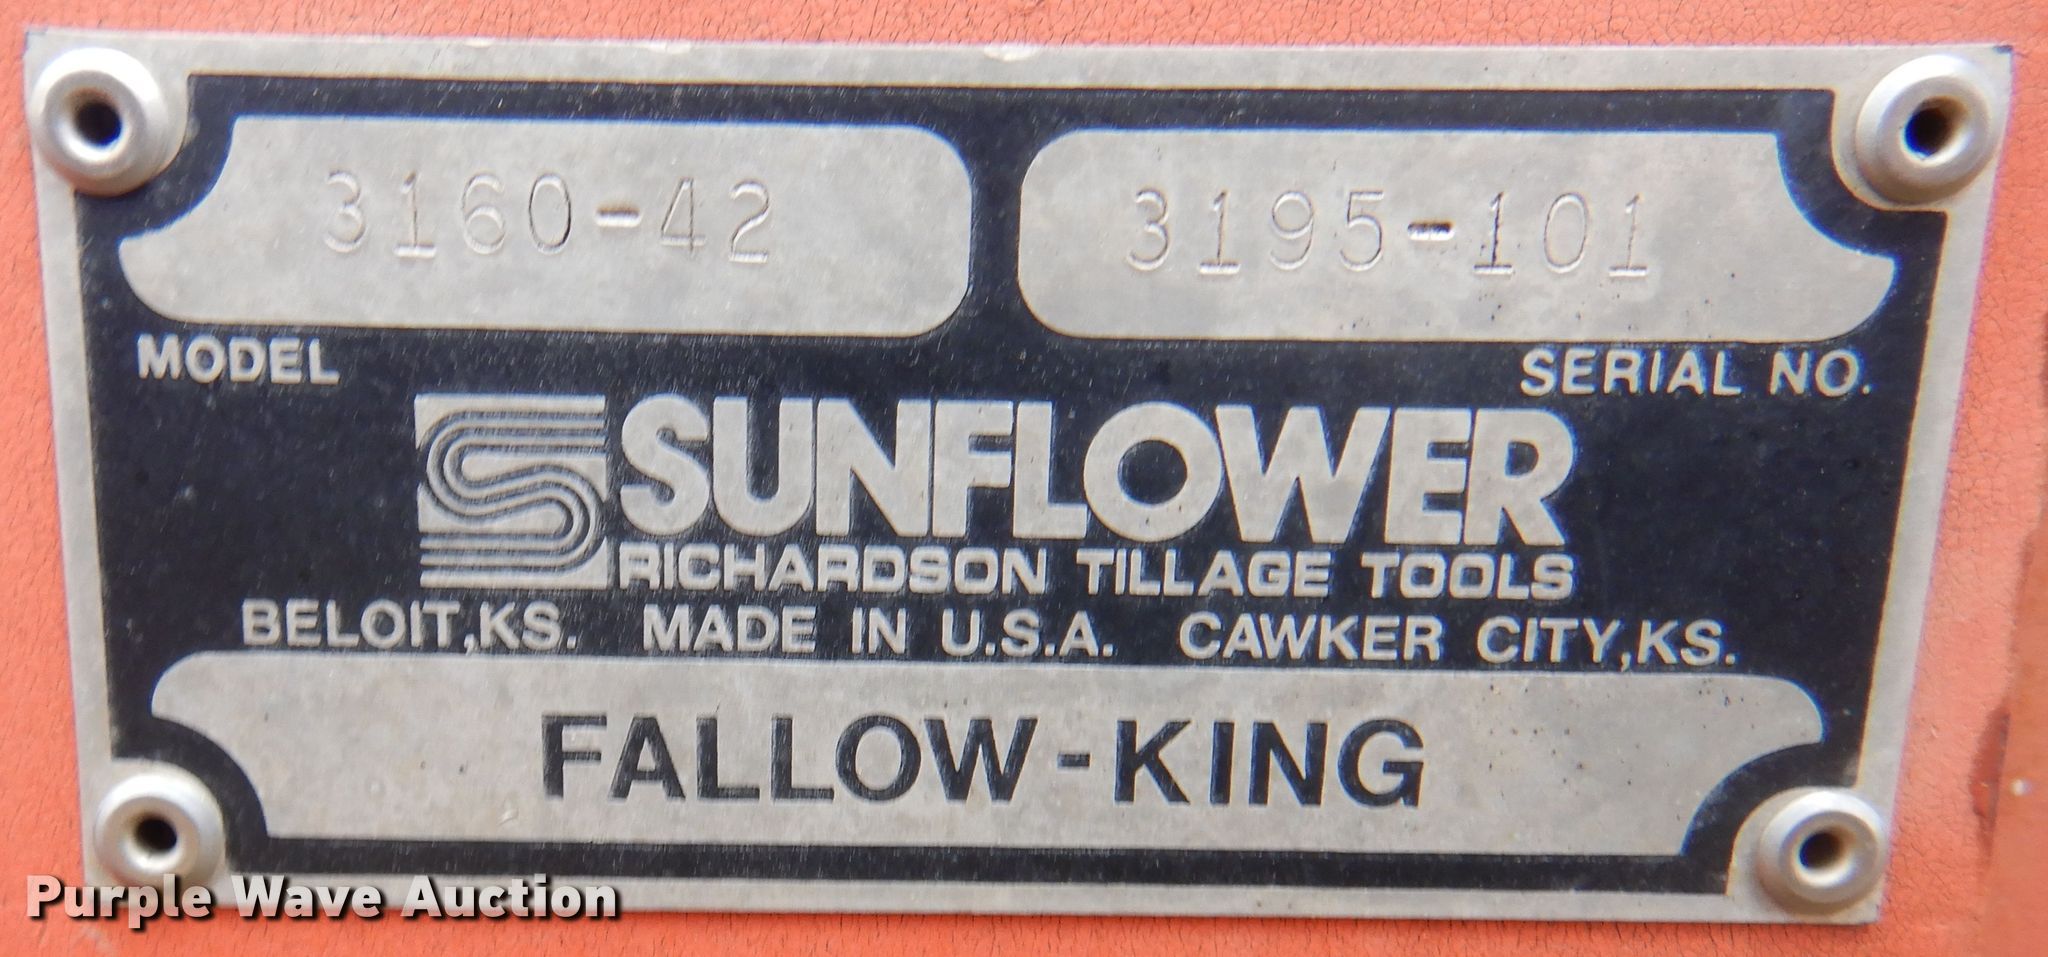 3160-42 3195-101
MODEL SERIAL NO.
SUNFLOWER
RICHARDSON TILLAGE TOOLS
BELOIT,KS. MADE IN U.S.A. CAWKER CITY,KS.
FALLOW-KING
Purple Wave Auction